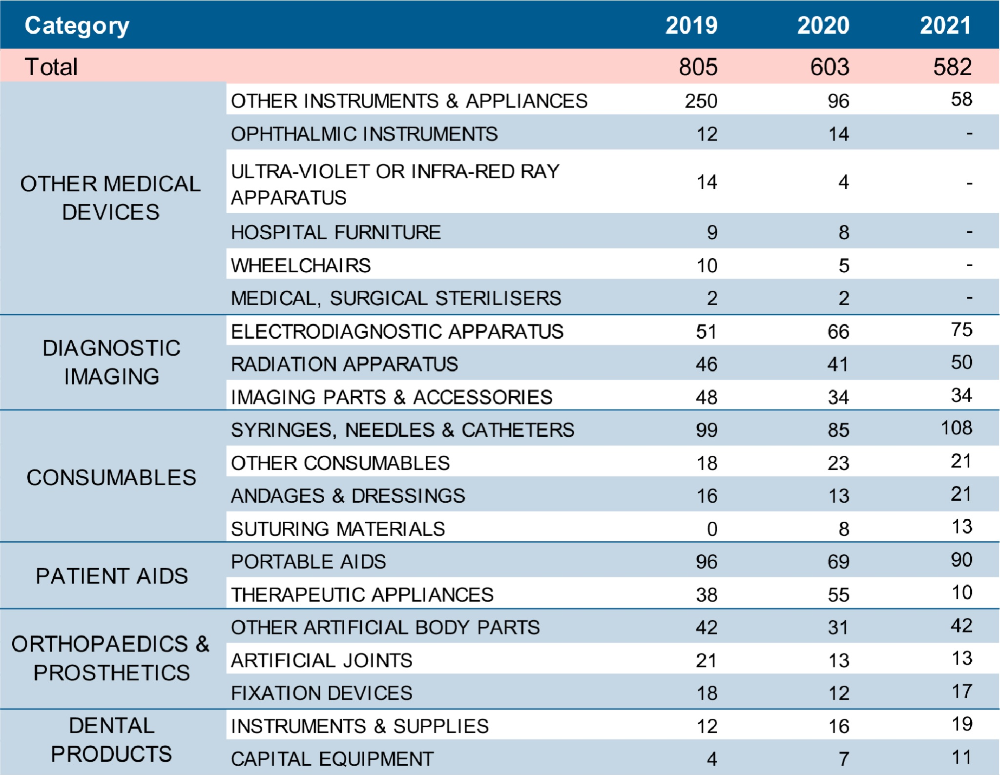 Category 2019 2020 2021
Total 805 603 582
OTHER MEDICAL
DEVICES
OTHER INSTRUMENTS & APPLIANCES 250 96 58
OPHTHALMIC INSTRUMENTS 12 14 -
ULTRA-VIOLET OR INFRA-RED RAY
APPARATUS 14 4 -
HOSPITAL FURNITURE 9 8 -
WHEELCHAIRS 10 5 -
MEDICAL, SURGICAL STERILISERS 2 2 -
DIAGNOSTIC
IMAGING
ELECTRODIAGNOSTIC APPARATUS 51 66 75
RADIATION APPARATUS 46 41 50
IMAGING PARTS & ACCESSORIES 48 34 34
CONSUMABLES
SYRINGES, NEEDLES & CATHETERS 99 85 108
OTHER CONSUMABLES 18 23 21
ANDAGES & DRESSINGS 16 13 21
SUTURING MATERIALS 0 8 13
PATIENT AIDS
PORTABLE AIDS 96 69 90
THERAPEUTIC APPLIANCES 38 55 10
ORTHOPAEDICS &
PROSTHETICS
OTHER ARTIFICIAL BODY PARTS 42 31 42
ARTIFICIAL JOINTS 21 13 13
FIXATION DEVICES 18 12 17
DENTAL
PRODUCTS
INSTRUMENTS & SUPPLIES 12 16 19
CAPITAL EQUIPMENT 4 7 11